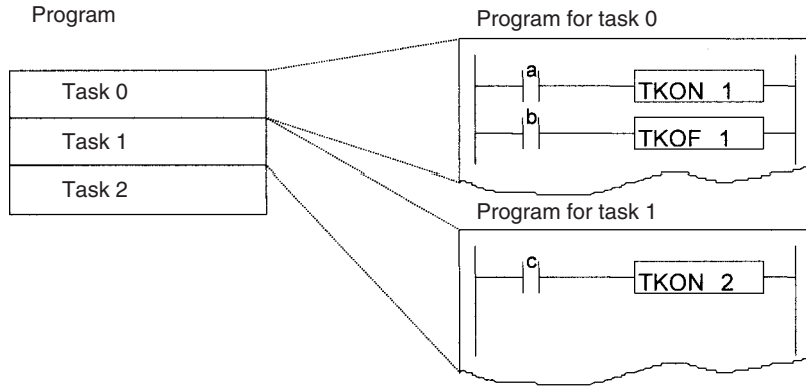 Program
Task 0
Task 1
Task 2
Program for task 0
a
TKON 1
b
TKOF 1
Program for task 1
c
TKON 2